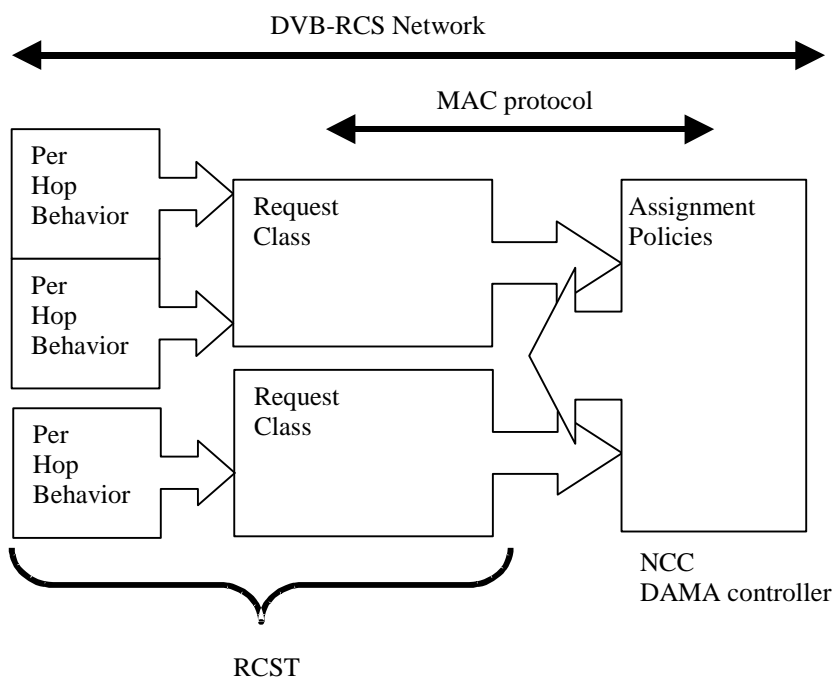 DVB-RCS Network
MAC protocol
Per
Hop
Behavior
Request
Class
Assignment
Policies
Per
Hop
Behavior
Request
Class
Per
Hop
Behavior
NCC
DAMA controller
RCST